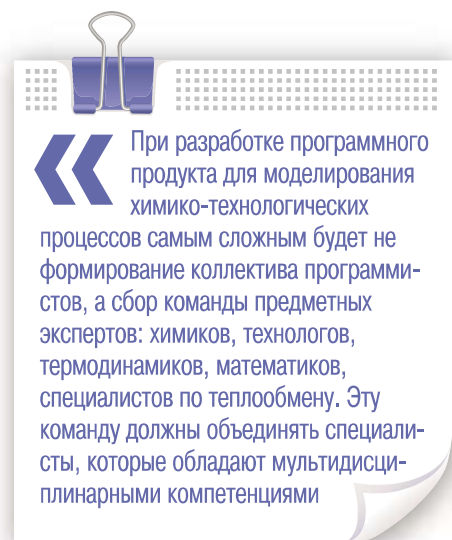 « При разработке программного
продукта для моделирования
химико-технологических
процессов самым сложным будет не
формирование коллектива программи-
стов, а сбор команды предметных
экспертов: химиков, технологов,
термодинамиков, математиков,
специалистов по теплообмену. Эту
команду должны объединять специали-
сты, которые обладают мультидисци-
плинарными компетенциями